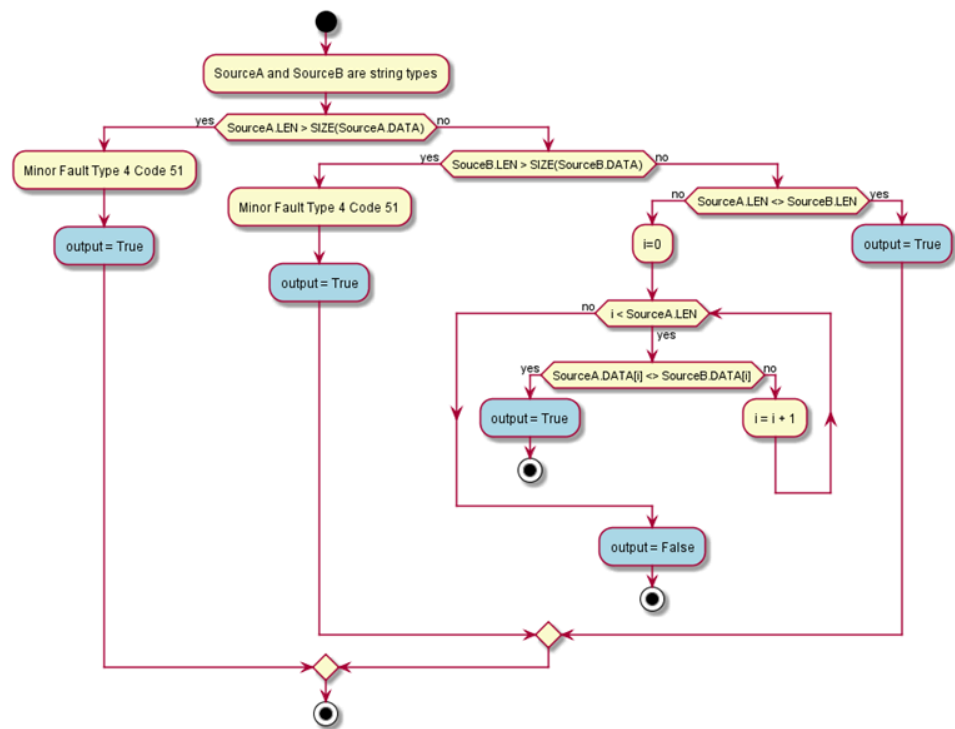 SourceA and SourceB are string types
yes
SourceA.LEN > SIZE(SourceA.DATA)
no
Minor Fault Type 4 Code 51
output = True
yes
SouceB.LEN > SIZE(SourceB.DATA)
no
Minor Fault Type 4 Code 51
output = True
no
SourceA.LEN <> SourceB.LEN
yes
i=0
output = True
no
i < SourceA.LEN
yes
yes
SourceA.DATA[i] <> SourceB.DATA[i]
no
output = True
i = i + 1
output = False